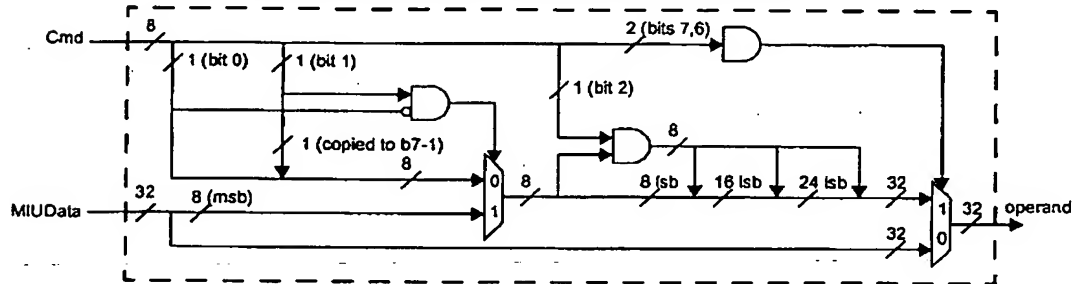 Cmd 8 2 (bits 7,6)
1 (bit 0) 1 (bit 1)
1 (bit 2)
1 (copied to b7-1) 8
8 0 8 8 lsb 16 lsb 24 lsb 32
MIUData 32 8 (msb) 1 1 32 operand
32 0